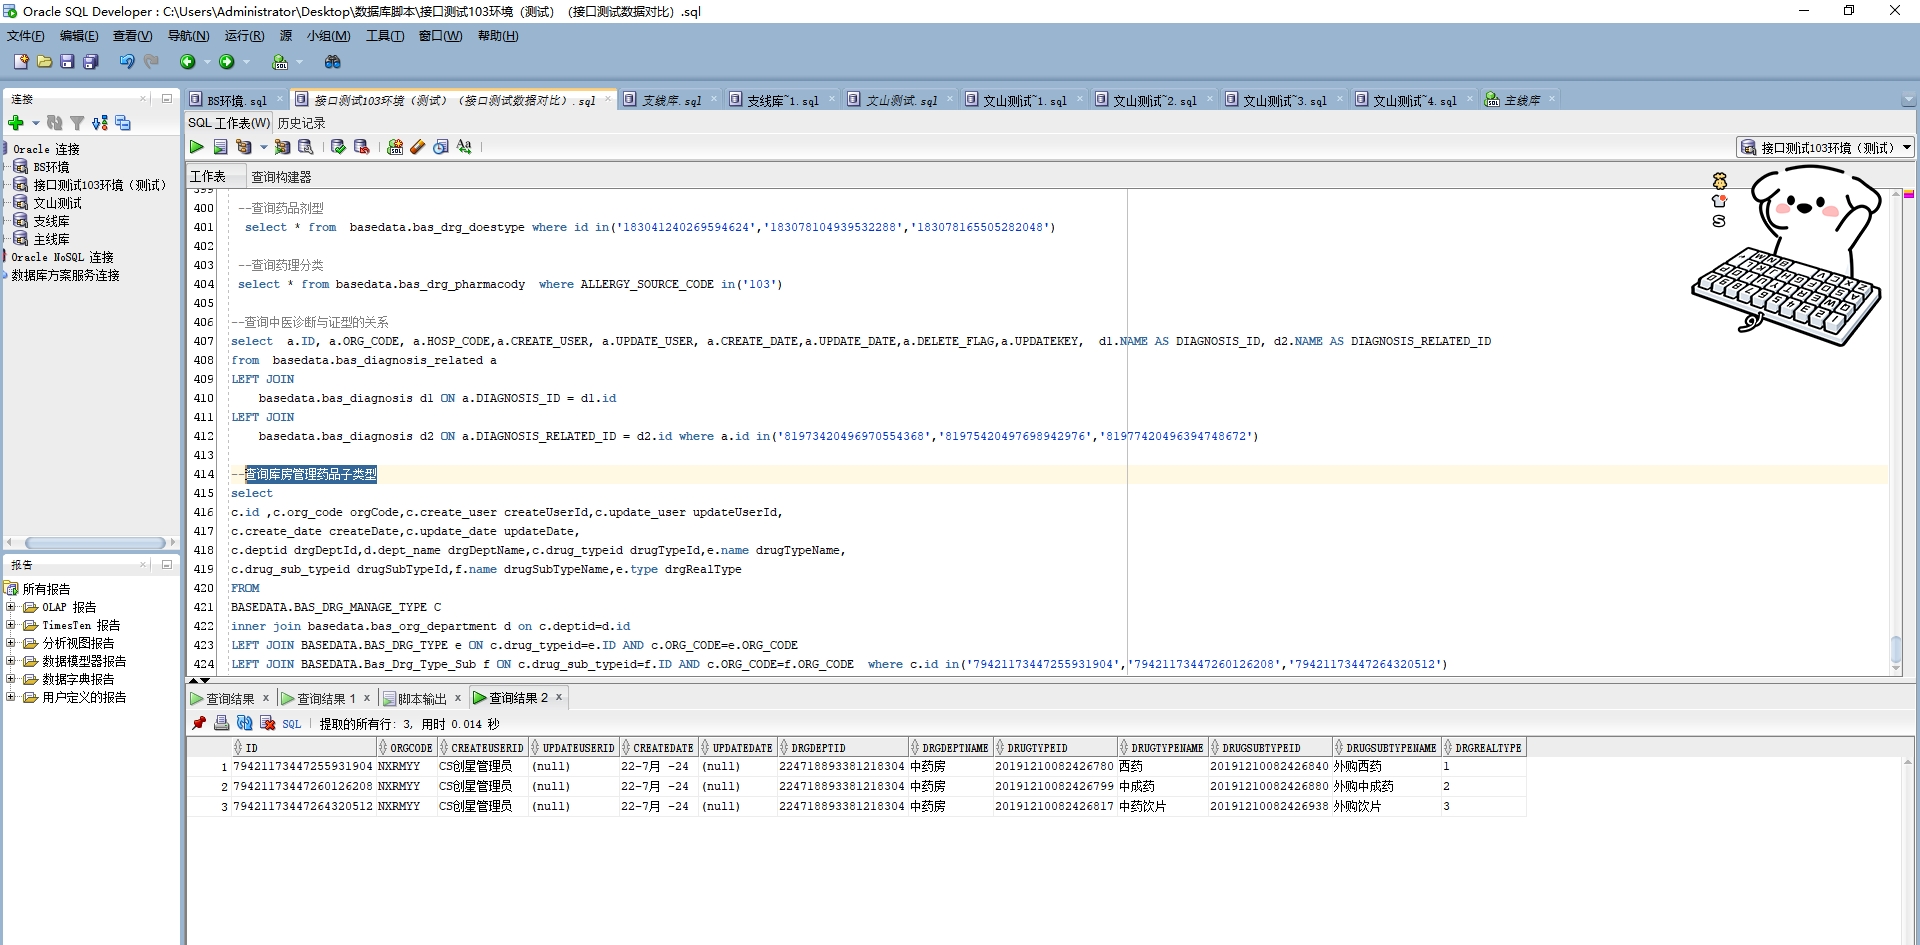 Oracle SQL Developer : C:\Users\Administrator\Desktop\数据库脚本\接口测试103环境（测试）（接口测试数据对比）.sql
文件(F) 编辑(E) 查看(V) 导航(N) 运行(R) 源 小组(M) 工具(T) 窗口(W) 帮助(H)
连接
BS环境.sql 接口测试103环境（测试）（接口测试数据对比）.sql 支线库.sql 支线库~1.sql 文山测试.sql 文山测试~1.sql 文山测试~2.sql 文山测试~3.sql 文山测试~4.sql 主线库
SQL 工作表(W) 历史记录
接口测试103环境（测试）
Oracle 连接
BS环境
接口测试103环境（测试）
文山测试
支线库
主线库
Oracle NoSQL 连接
数据库方案服务连接
工作表 查询构建器
399
400 --查询药品剂型
401 select * from basedata.bas_drg_doestype where id in('183041240269594624','183078104939532288','183078165505282048')
402
403 --查询药理分类
404 select * from basedata.bas_drg_pharmacody where ALLERGY_SOURCE_CODE in('103')
405
406 --查询中医诊断与证型的关系
407 select a.ID, a.ORG_CODE, a.HOSP_CODE,a.CREATE_USER, a.UPDATE_USER, a.CREATE_DATE,a.UPDATE_DATE,a.DELETE_FLAG,a.UPDATEKEY, d1.NAME AS DIAGNOSIS_ID, d2.NAME AS DIAGNOSIS_RELATED_ID
408 from basedata.bas_diagnosis_related a
409 LEFT JOIN
410 basedata.bas_diagnosis d1 ON a.DIAGNOSIS_ID = d1.id
411 LEFT JOIN
412 basedata.bas_diagnosis d2 ON a.DIAGNOSIS_RELATED_ID = d2.id where a.id in('81973420496970554368','81975420497698942976','81977420496394748672')
413
414 --查询库房管理药品子类型
415 select
416 c.id ,c.org_code orgCode,c.create_user createUserId,c.update_user updateUserId,
417 c.create_date createDate,c.update_date updateDate,
418 c.deptid drgDeptId,d.dept_name drgDeptName,c.drug_typeid drugTypeId,e.name drugTypeName,
419 c.drug_sub_typeid drugSubTypeId,f.name drugSubTypeName,e.type drgRealType
420 FROM
421 BASEDATA.BAS_DRG_MANAGE_TYPE C
422 inner join basedata.bas_org_department d on c.deptid=d.id
423 LEFT JOIN BASEDATA.BAS_DRG_TYPE e ON c.drug_typeid=e.ID AND c.ORG_CODE=e.ORG_CODE
424 LEFT JOIN BASEDATA.Bas_Drg_Type_Sub f ON c.drug_sub_typeid=f.ID AND c.ORG_CODE=f.ORG_CODE where c.id in('79421173447255931904','79421173447260126208','79421173447264320512')
报告
所有报告
OLAP 报告
TimesTen 报告
分析视图报告
数据模型器报告
数据字典报告
用户定义的报告
查询结果 查询结果 1 脚本输出 查询结果 2
SQL 提取的所有行: 3, 用时 0.014 秒
ID ORGCODE CREATEUSERID UPDATEUSERID CREATEDATE UPDATEDATE DRGDEPTID DRGDEPTNAME DRUGTYPEID DRUGTYPENAME DRUGSUBTYPEID DRUGSUBTYPENAME DRGREALTYPE
1 79421173447255931904 NXRMYY CS创星管理员 (null) 22-7月 -24 (null) 224718893381218304 中药房 20191210082426780 西药 20191210082426840 外购西药 1
2 79421173447260126208 NXRMYY CS创星管理员 (null) 22-7月 -24 (null) 224718893381218304 中药房 20191210082426799 中成药 20191210082426880 外购中成药 2
3 79421173447264320512 NXRMYY CS创星管理员 (null) 22-7月 -24 (null) 224718893381218304 中药房 20191210082426817 中药饮片 20191210082426938 外购饮片 3